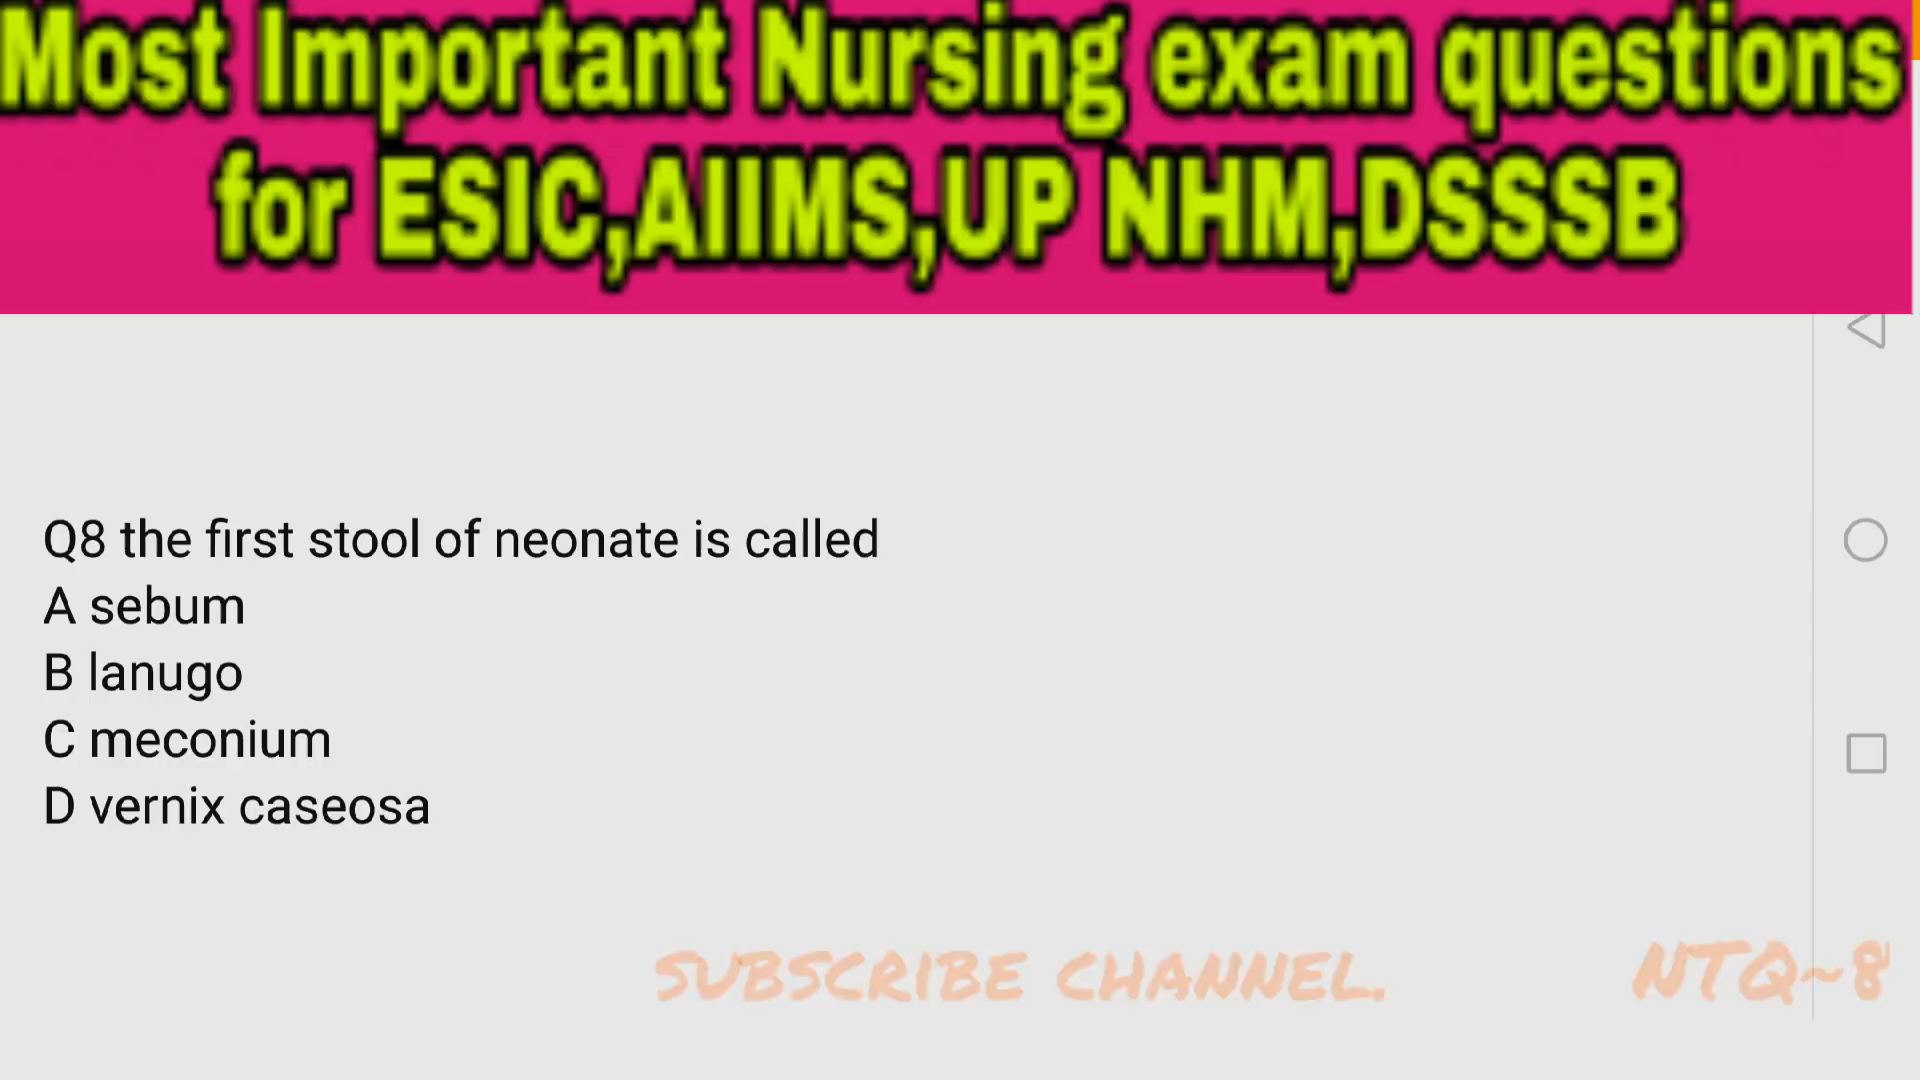 Most Important Nursing exam questions
for ESIC,AIIMS,UP NHM,DSSSB
Q8 the first stool of neonate is called
A sebum
B lanugo
C meconium
D vernix caseosa
SUBSCRIBE CHANNEL.
NTQ~8